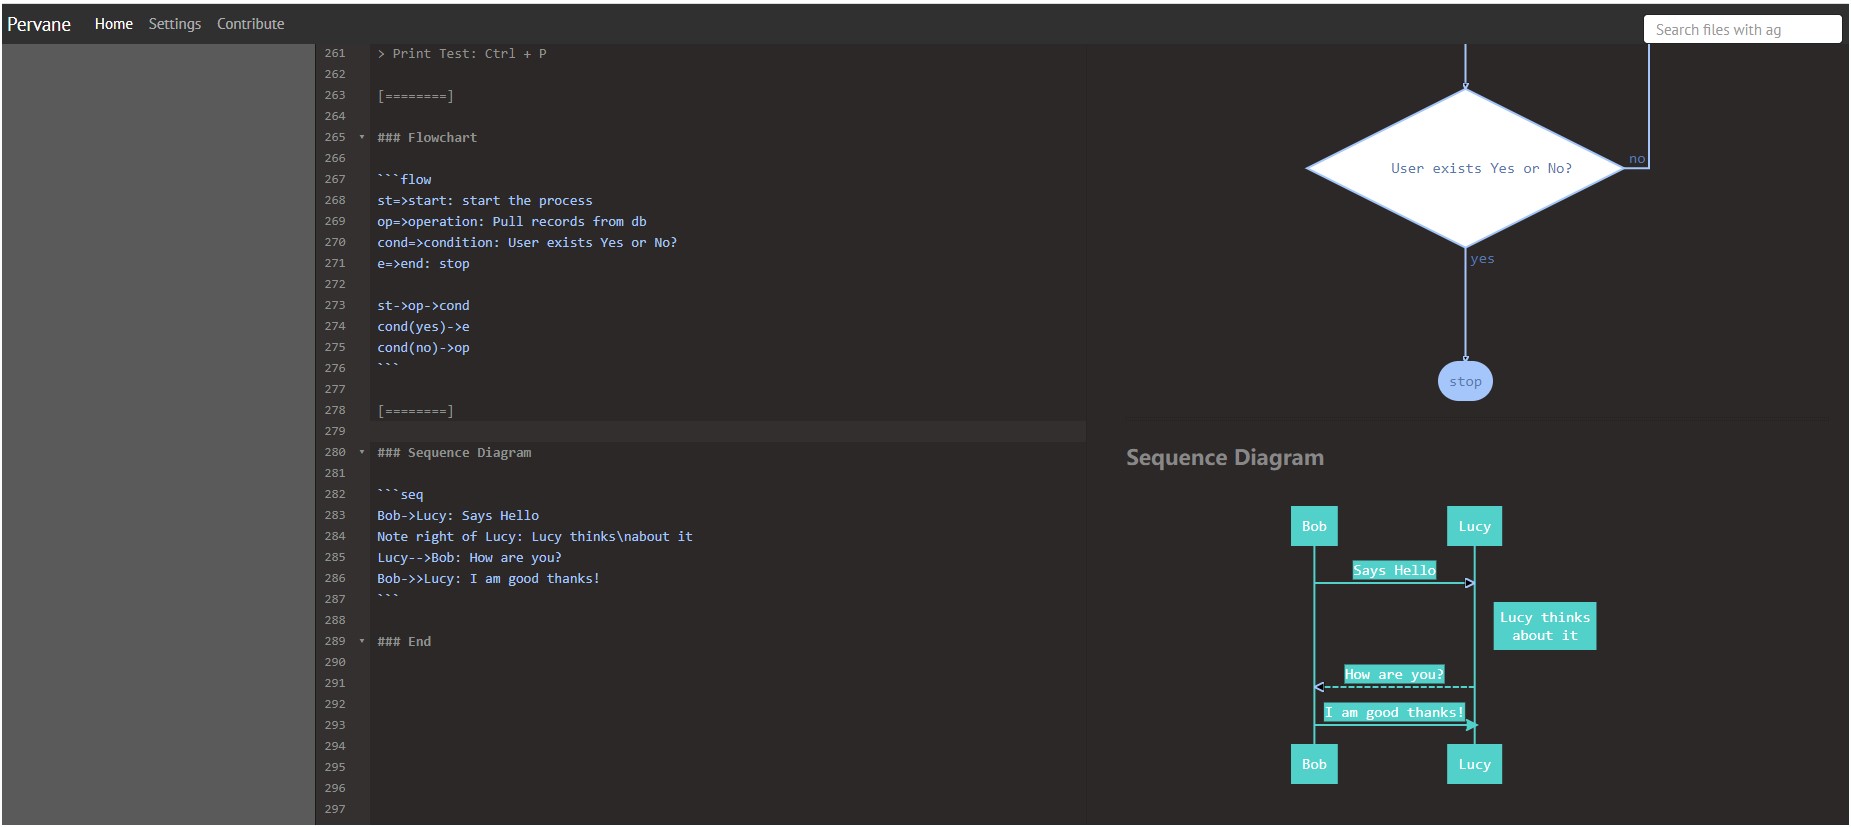 Pervane Home Settings Contribute
Search files with ag
261 > Print Test: Ctrl + P
262
263 [========]
264
265 ### Flowchart
266
267 ```flow
268 st=>start: start the process
269 op=>operation: Pull records from db
270 cond=>condition: User exists Yes or No?
271 e=>end: stop
272
273 st->op->cond
274 cond(yes)->e
275 cond(no)->op
276 ```
277
278 [========]
279
280 ### Sequence Diagram
281
282 ```seq
283 Bob->Lucy: Says Hello
284 Note right of Lucy: Lucy thinks\nabout it
285 Lucy-->Bob: How are you?
286 Bob->>Lucy: I am good thanks!
287 ```
288
289 ### End
290
291
292
293
294
295
296
297
no
User exists Yes or No?
yes
stop
Sequence Diagram
Bob Lucy
Says Hello
Lucy thinks
about it
How are you?
I am good thanks!
Bob Lucy